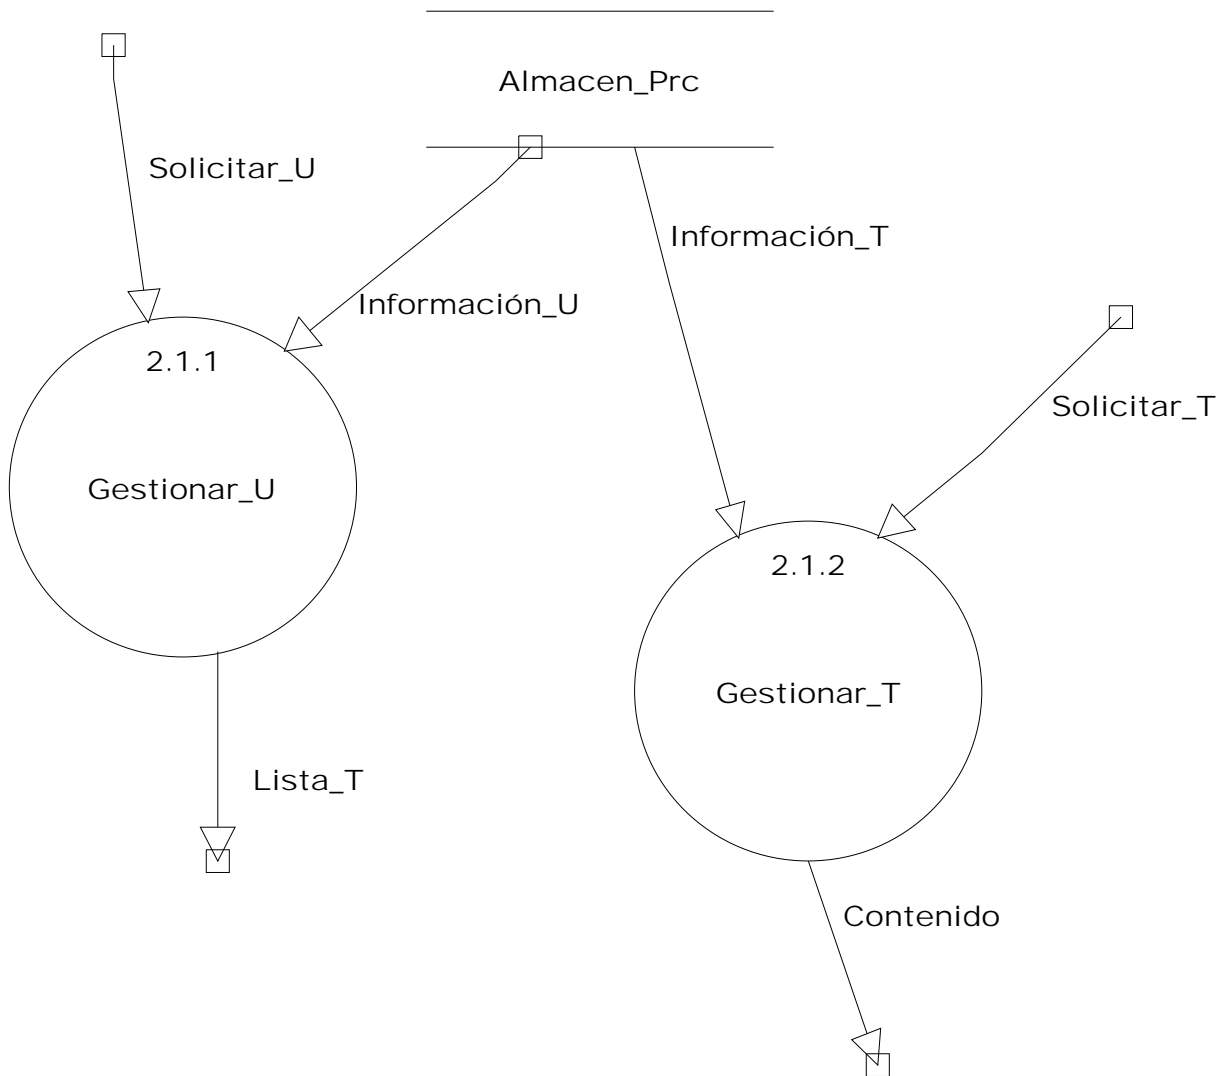 Almacen_Prc
Solicitar_U
Información_T
Información_U
2.1.1
Solicitar_T
Gestionar_U
2.1.2
Gestionar_T
Lista_T
Contenido